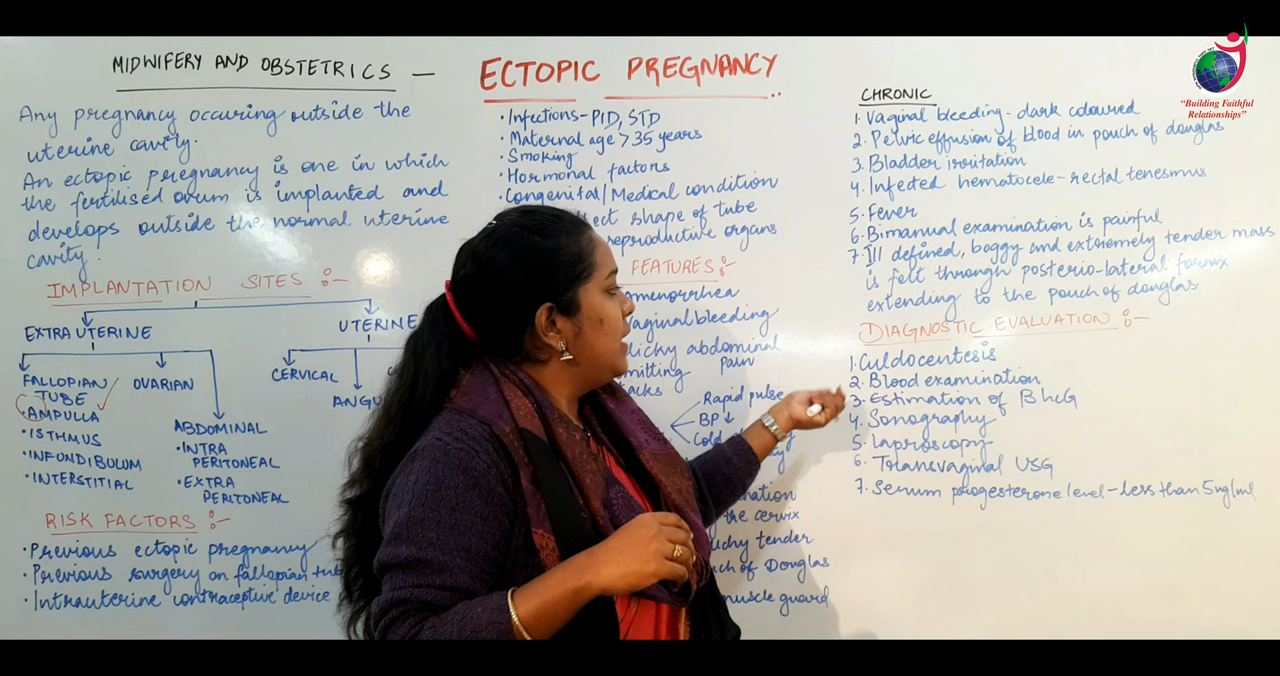 MIDWIFERY AND OBSTETRICS —
ECTOPIC PREGNANCY
Any pregnancy occuring outside the
uterine cavity.
An ectopic pregnancy is one in which
the fertilised ovum is implanted and
develops outside the normal uterine
cavity.
IMPLANTATION SITES :-
EXTRAUTERINE
UTERINE
FALLOPIAN
TUBE
AMPULLA
• ISTHMUS
• INFUNDIBULUM
• INTERSTITIAL
OVARIAN
ABDOMINAL
• INTRA
PERITONEAL
• EXTRA
PERITONEAL
CERVICAL
RISK FACTORS :-
• Previous ectopic pregnancy
• Previous surgery on fallopian
• Intrauterine contraceptive device
• Infections - PID, STD
• Maternal age > 35 years
• Smoking
• Hormonal factors
• Congenital / Medical condition
shape of tube
reproductive organs
FEATURES :-
Vaginal bleeding
abdominal
pain
Rapid pulse
BP ↓
the cervix
tender
of Douglas
muscle guard
CHRONIC
1. Vaginal bleeding - dark coloured
2. Pelvic effusion of blood in pouch of douglas
3. Bladder irritation
4. Infected hematocele - rectal tenesmus
5. Fever
6. Bimanual examination is painful
7. Ill defined, boggy and extremely tender mass
is felt through posterio-lateral fornix
extending to the pouch of douglas.
DIAGNOSTIC EVALUATION :-
1. Culdocentesis
2. Blood examination
3. Estimation of B hCG
4. Sonography
5. Laproscopy
6. Transvaginal USG
7. Serum progesterone level - less than 5ng/ml
"Building Faithful
Relationships"